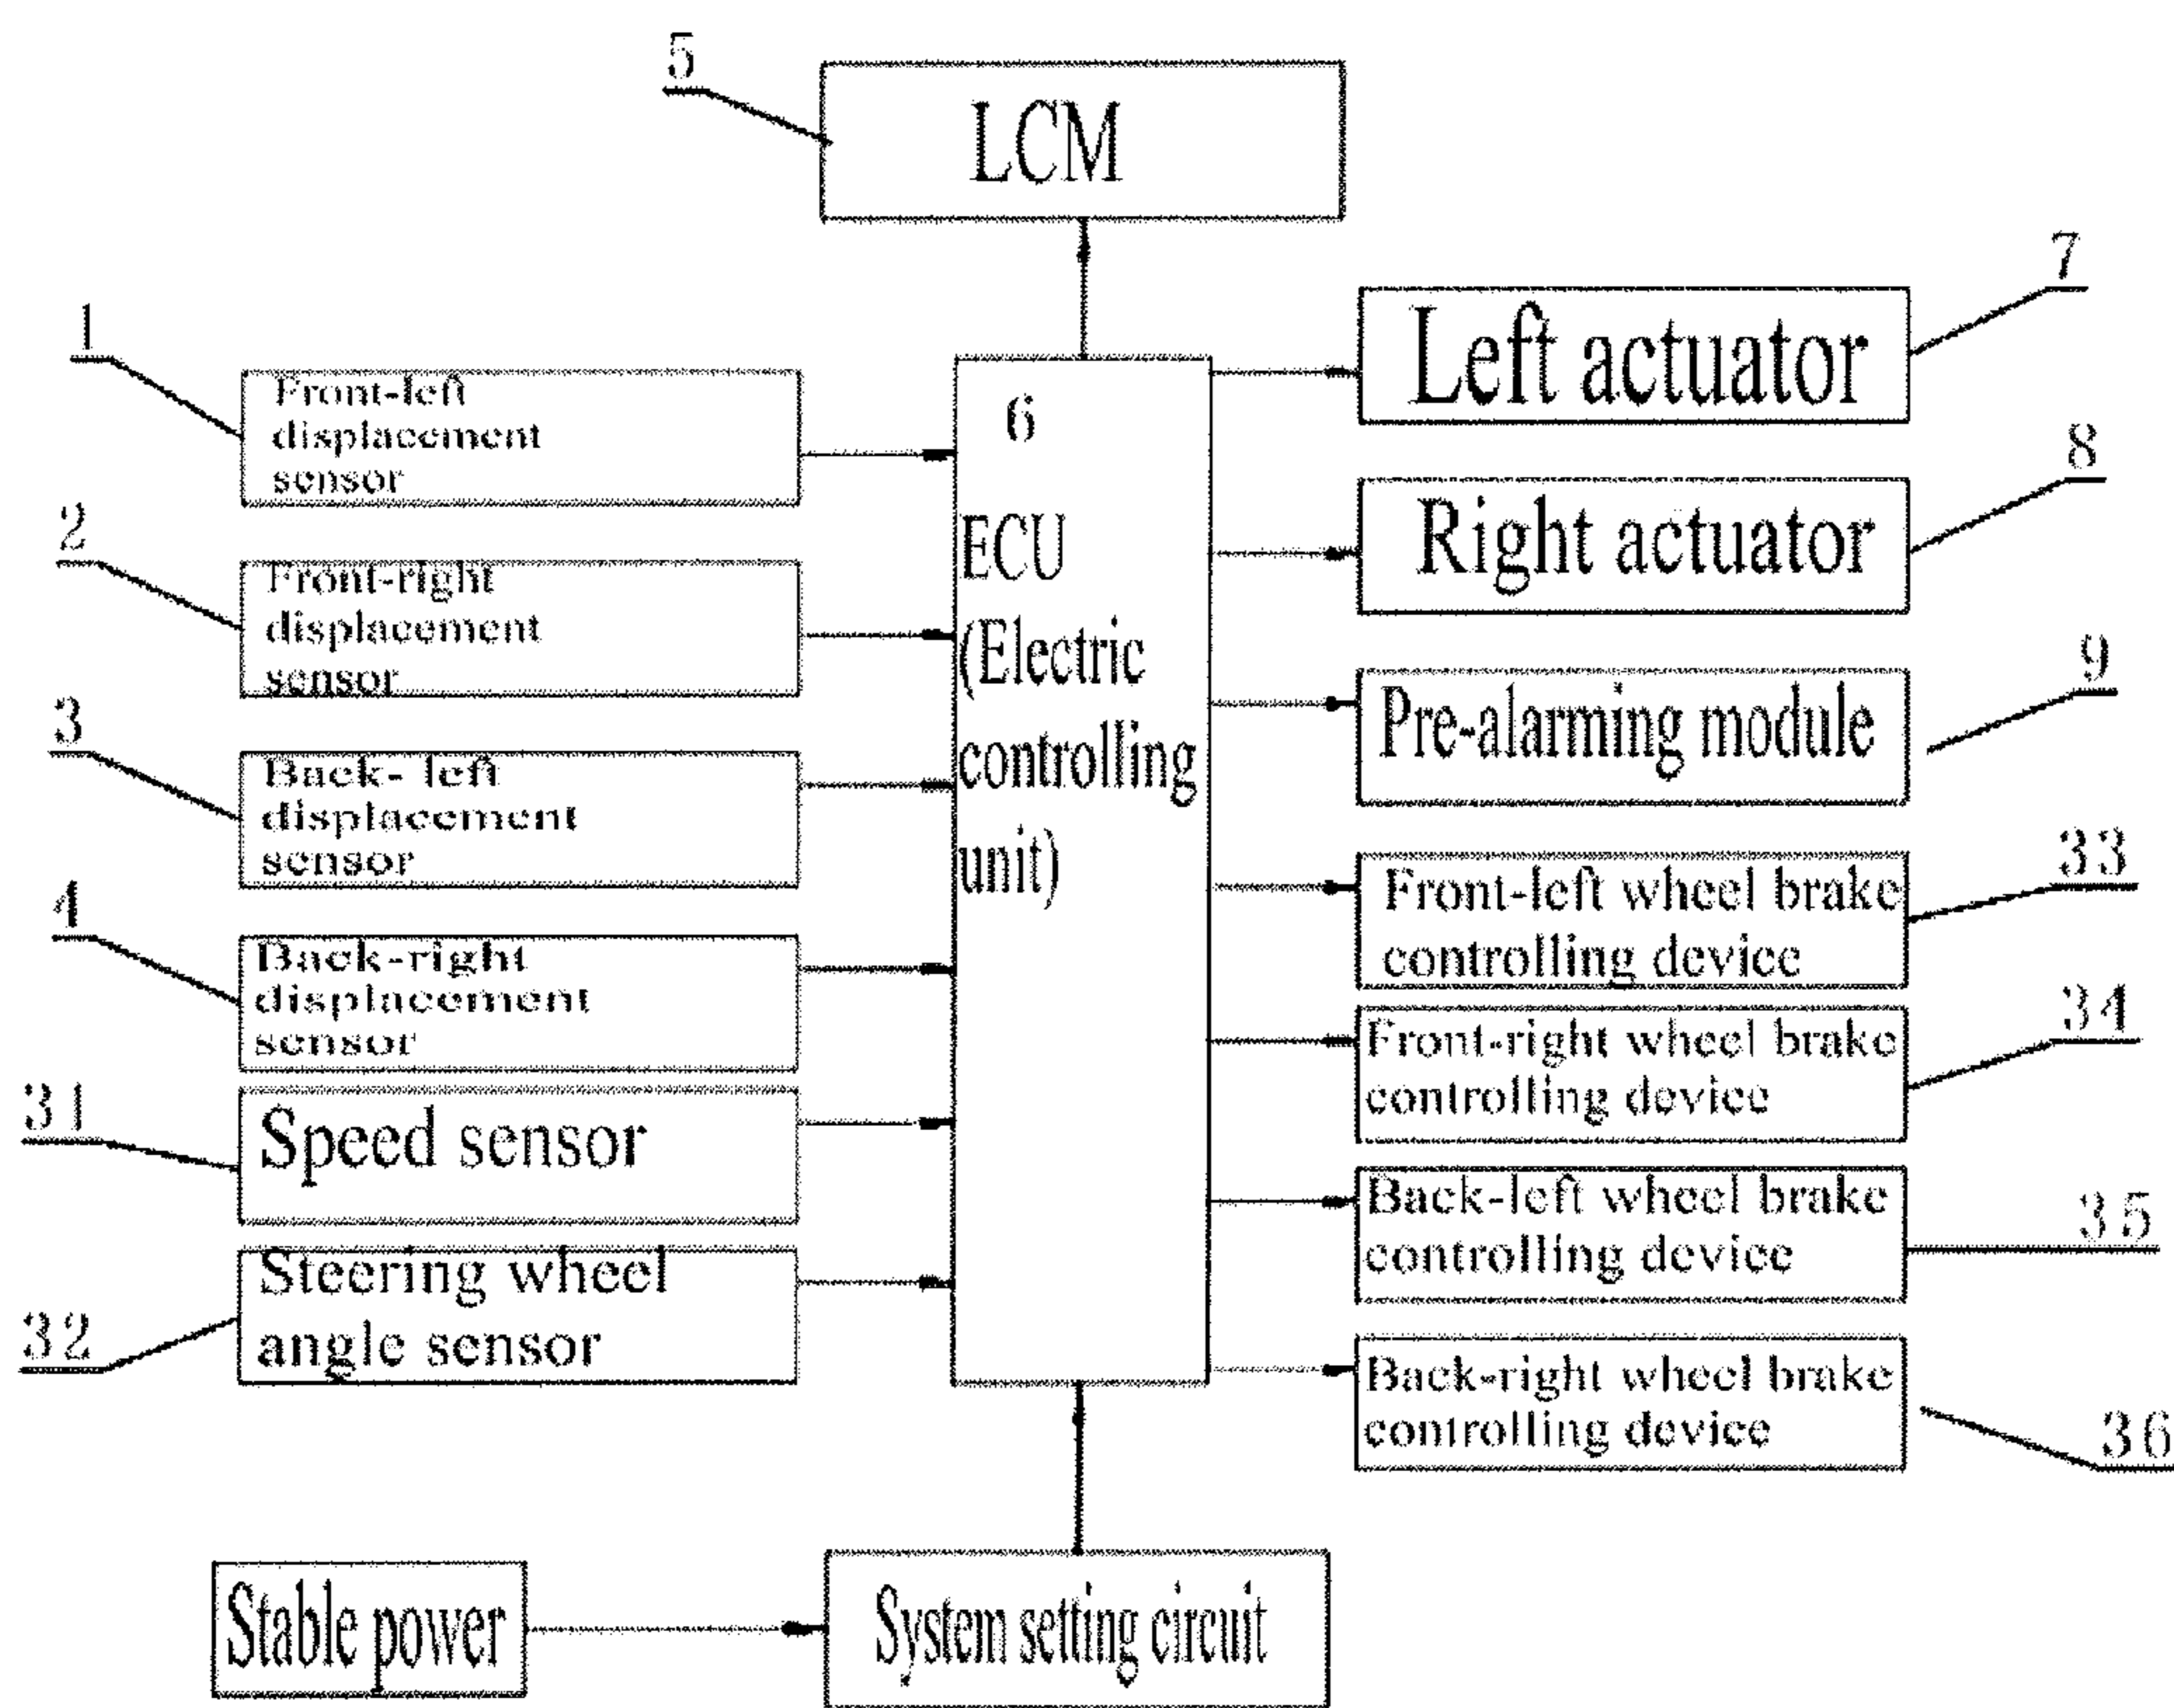 5
LCM
1
Front-left
displacement
sensor
2
Front-right
displacement
sensor
3
Back- left
displacement
sensor
4
Back-right
displacement
sensor
31
Speed sensor
32
Steering wheel
angle sensor
6
ECU
(Electric
controlling
unit)
7
Left actuator
8
Right actuator
9
Pre-alarming module
33
Front-left wheel brake
controlling device
34
Front-right wheel brake
controlling device
35
Back-left wheel brake
controlling device
36
Back-right wheel brake
controlling device
Stable power
System setting circuit